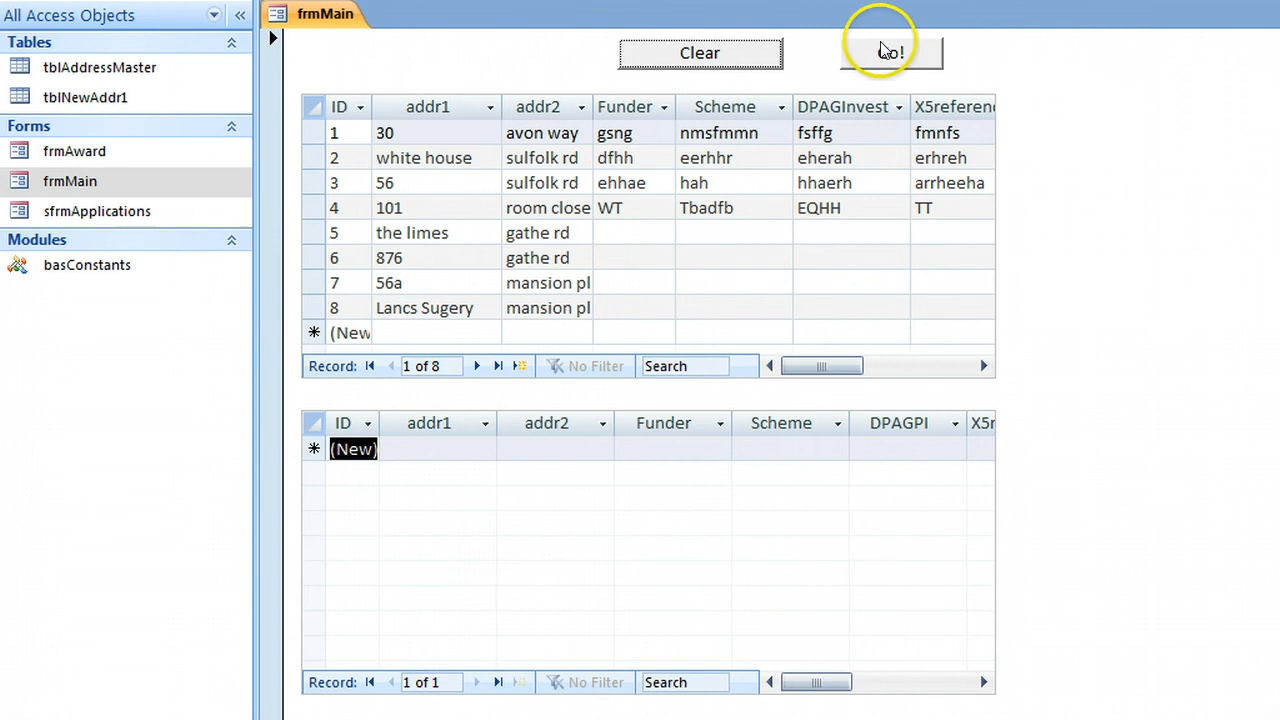 All Access Objects
Tables
tblAddressMaster
tblNewAddr1
Forms
frmAward
frmMain
sfrmApplications
Modules
basConstants
frmMain
Clear Go!
ID addr1 addr2 Funder Scheme DPAGInvest X5referenc
1 30 avon way gsng nmsfmmn fsffg fmnfs
2 white house sulfolk rd dfhh eerhhr eherah erhreh
3 56 sulfolk rd ehhae hah hhaerh arrheeha
4 101 room close WT Tbadfb EQHH TT
5 the limes gathe rd
6 876 gathe rd
7 56a mansion pl
8 Lancs Sugery mansion pl
* (New
Record: 1 of 8 No Filter Search
ID addr1 addr2 Funder Scheme DPAGPI X5r
* (New)
Record: 1 of 1 No Filter Search